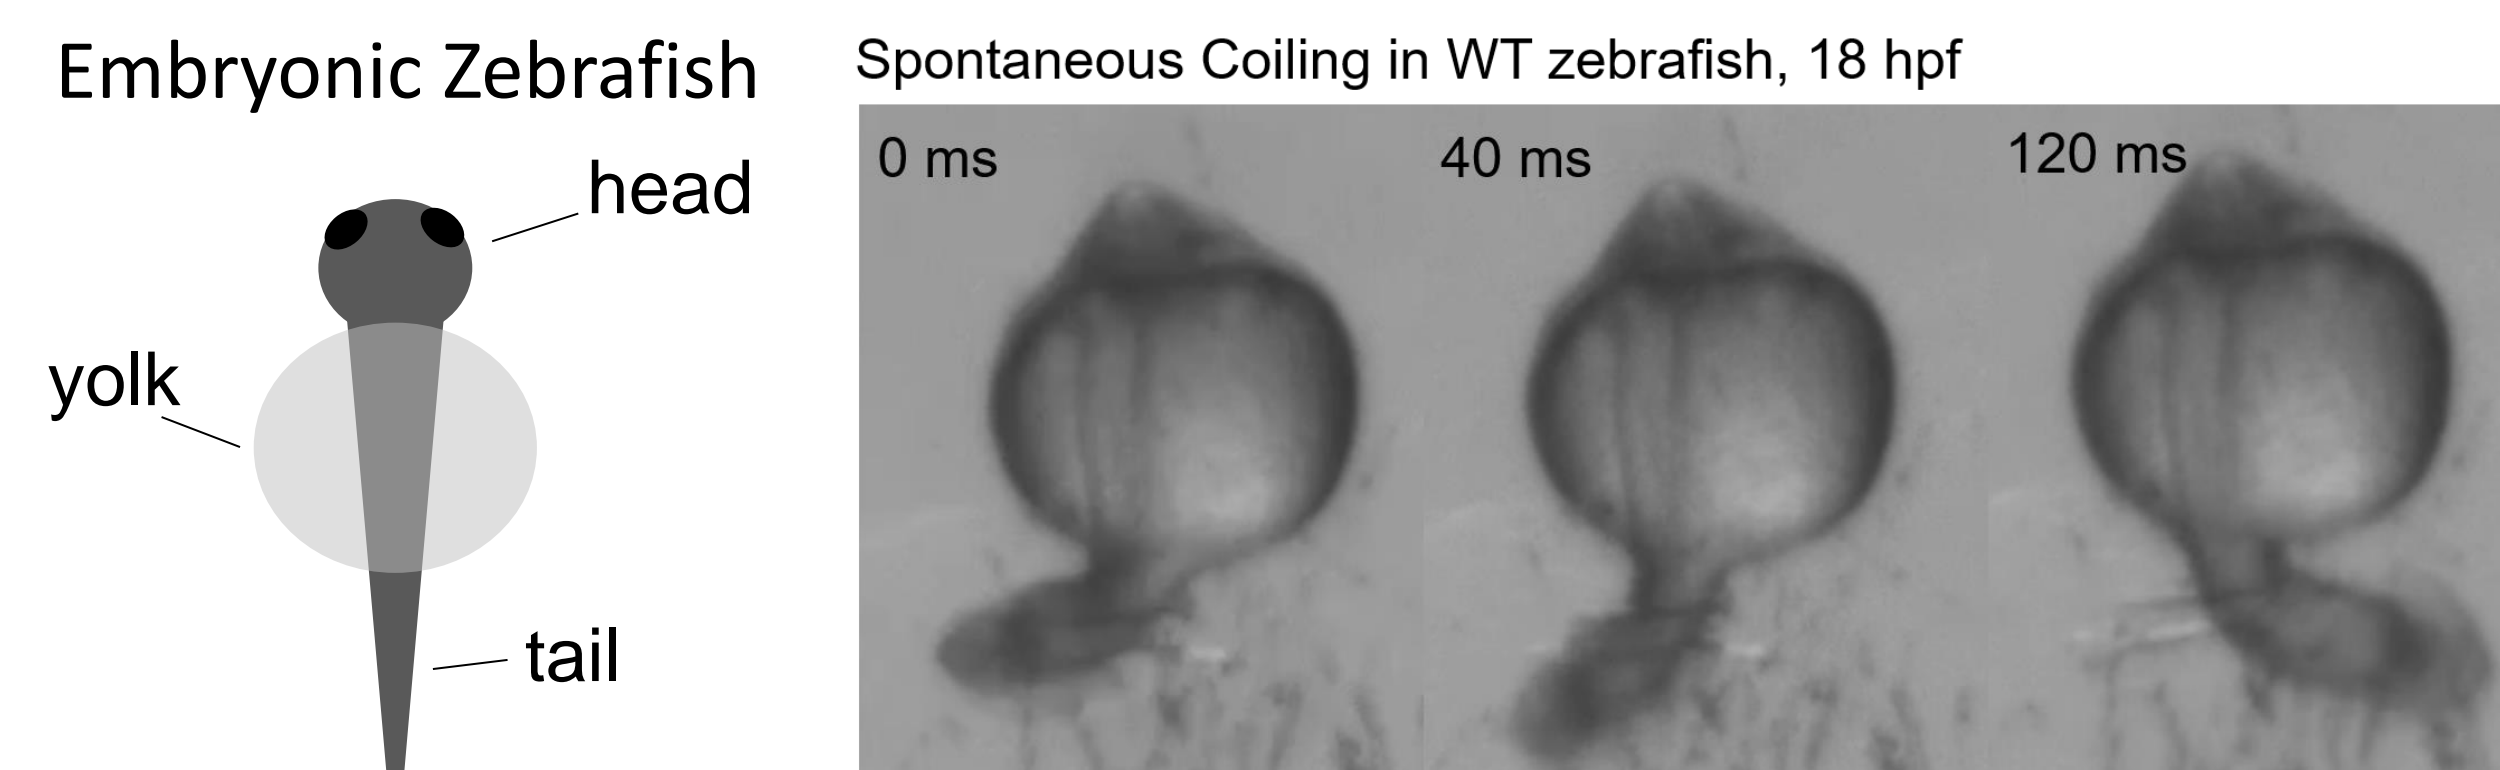 Embryonic Zebrafish
head
yolk
tail
Spontaneous Coiling in WT zebrafish, 18 hpf
0 ms
40 ms
120 ms